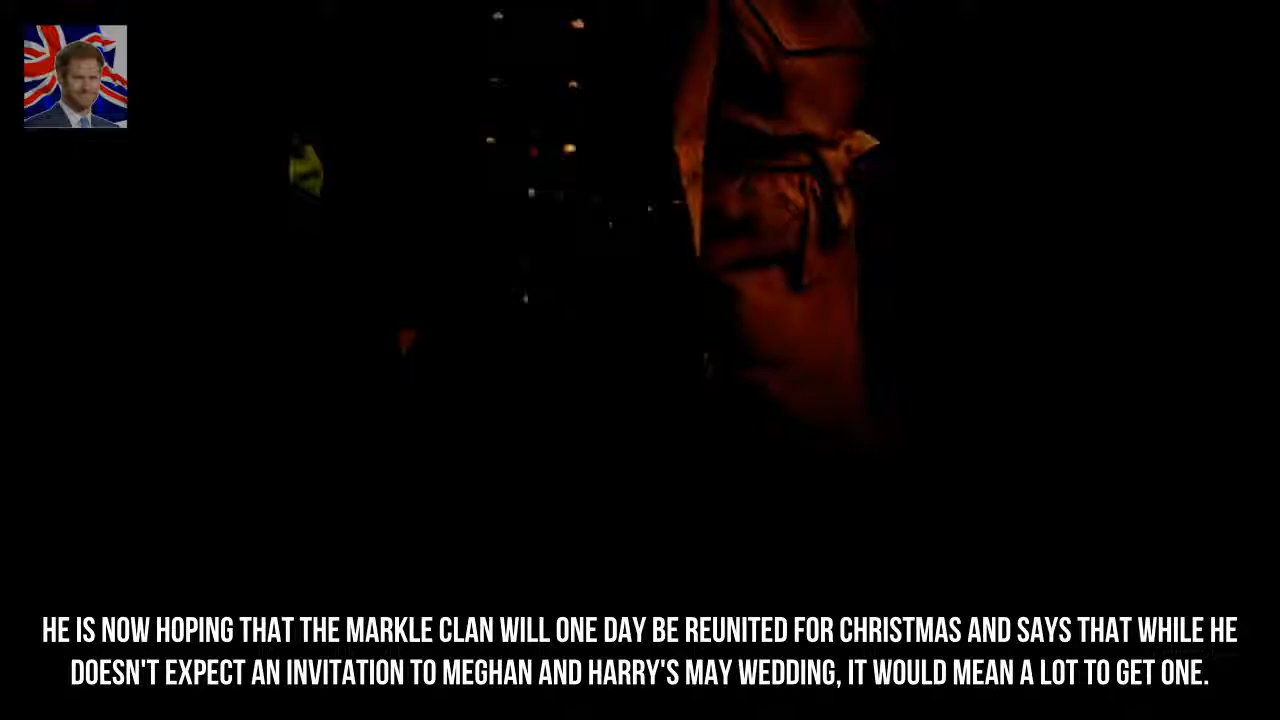 HE IS NOW HOPING THAT THE MARKLE CLAN WILL ONE DAY BE REUNITED FOR CHRISTMAS AND SAYS THAT WHILE HE
DOESN'T EXPECT AN INVITATION TO MEGHAN AND HARRY'S MAY WEDDING, IT WOULD MEAN A LOT TO GET ONE.